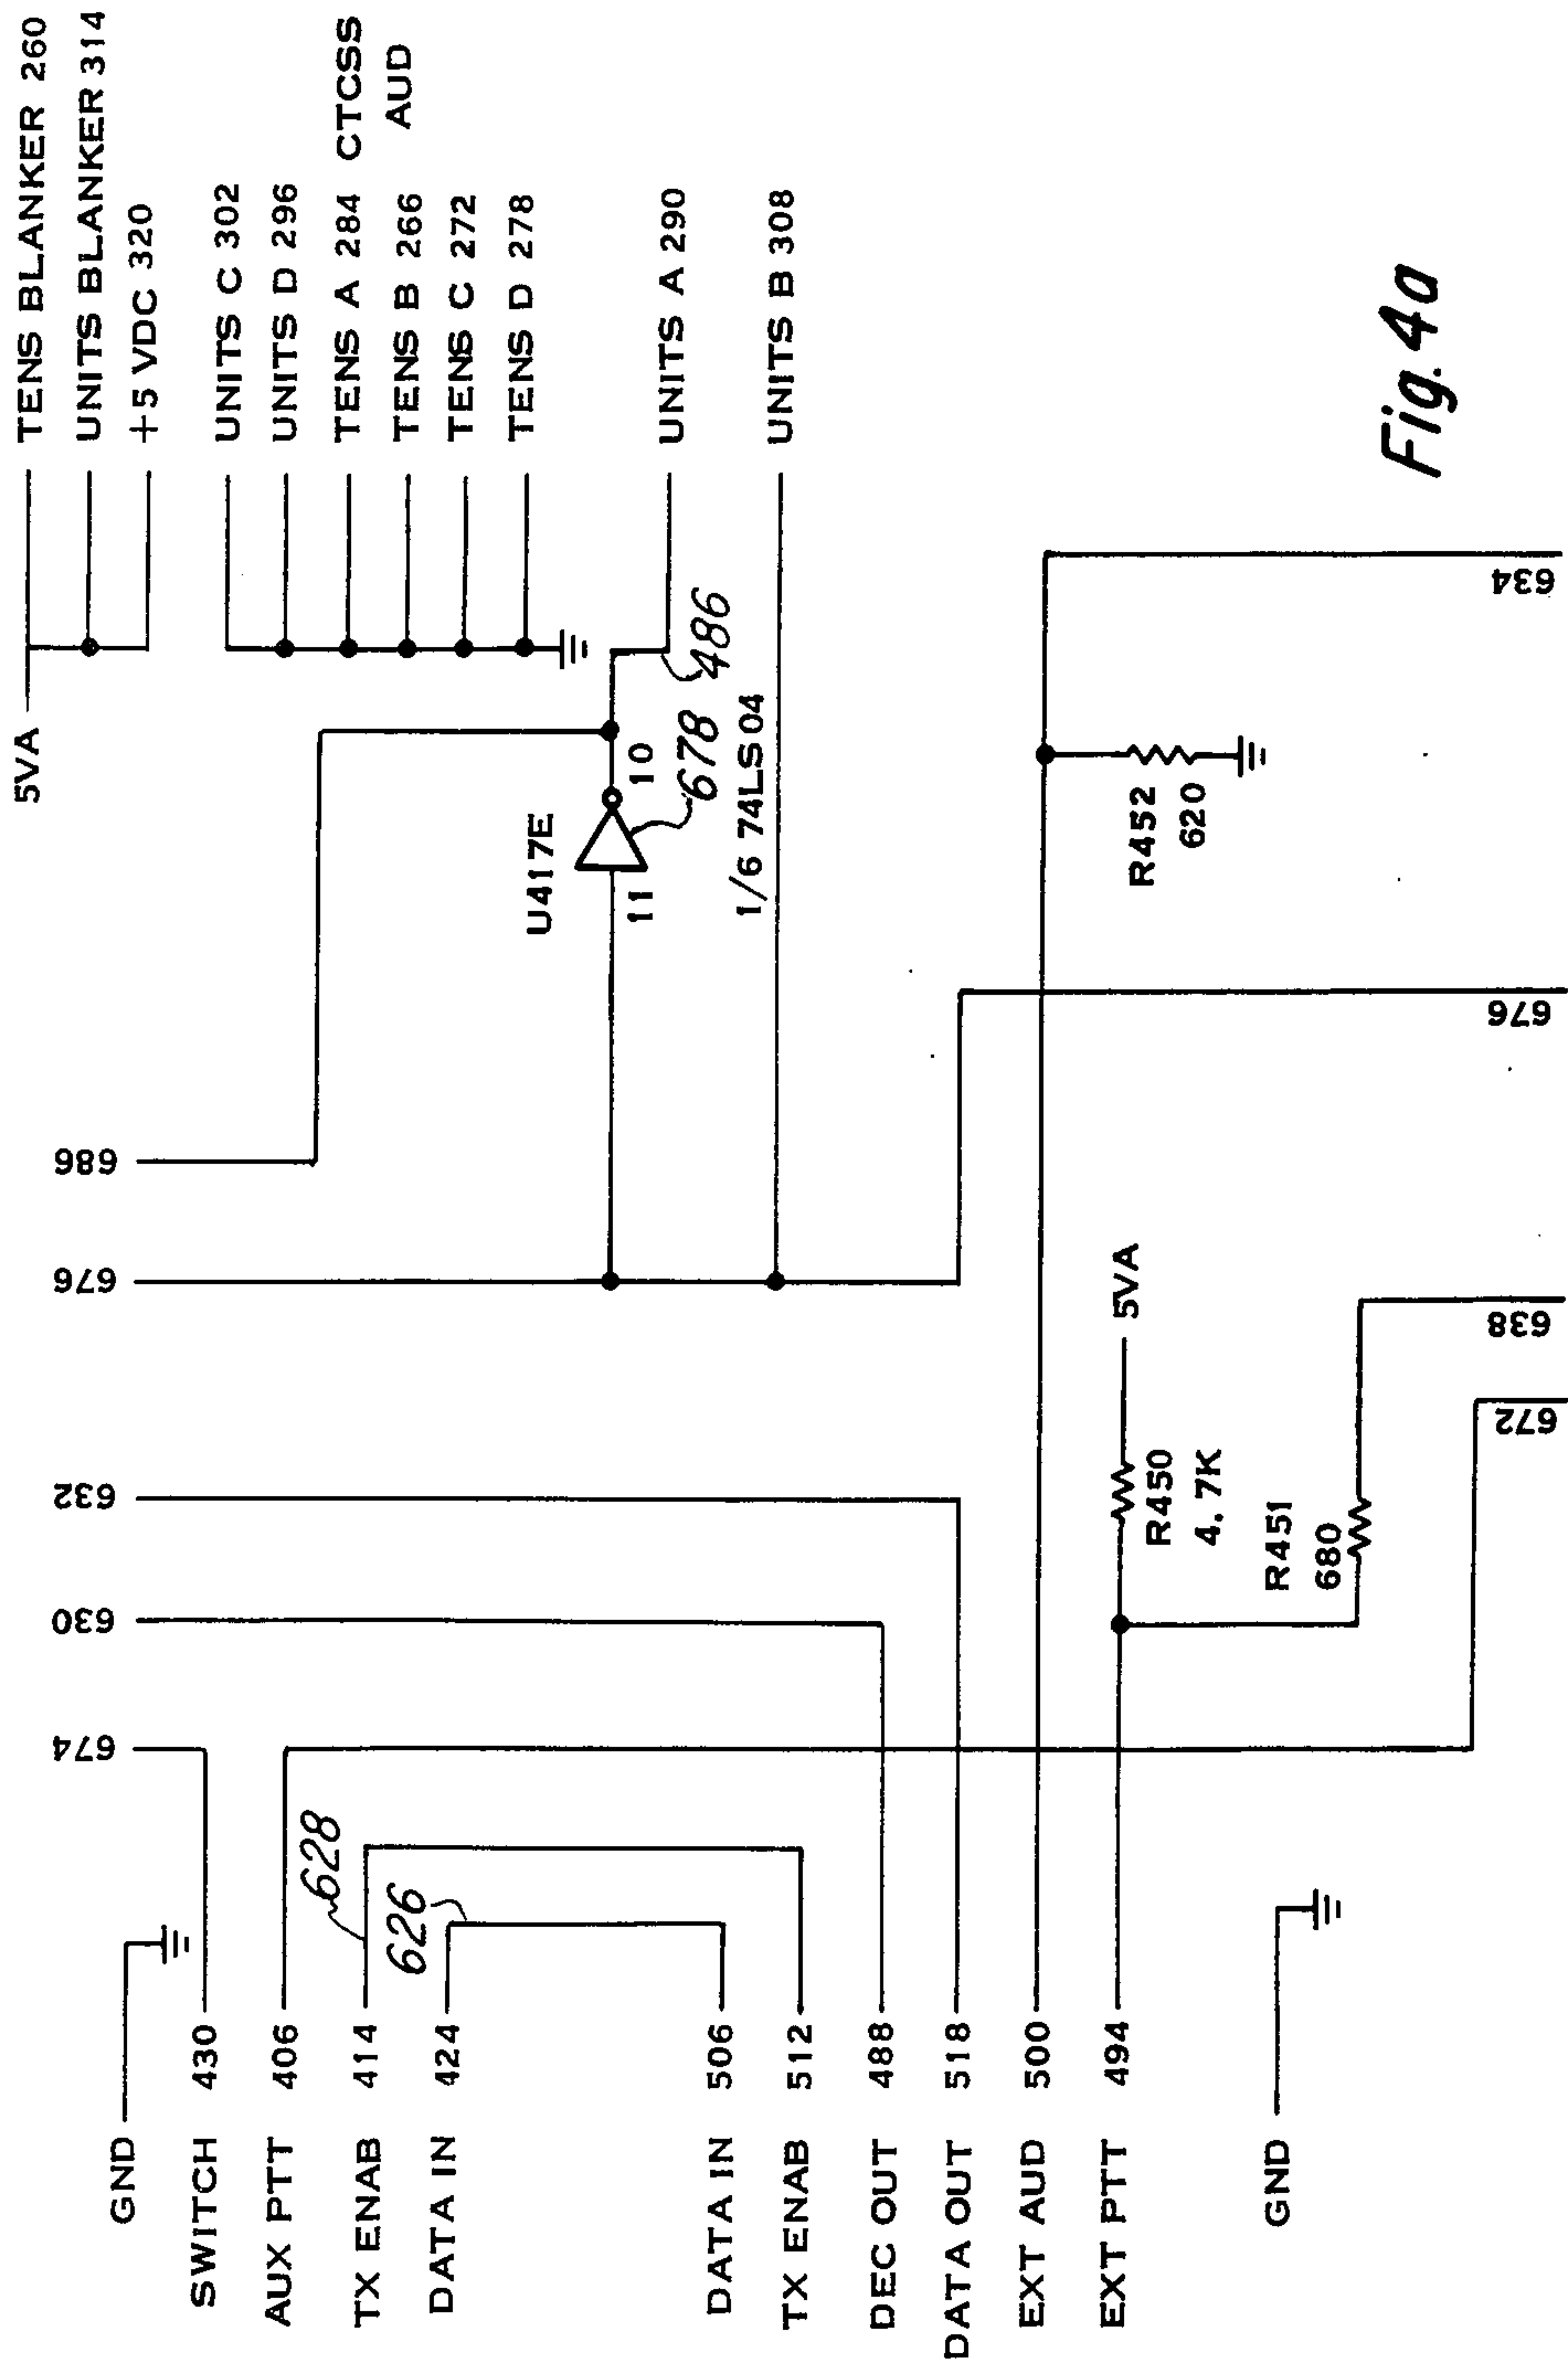 GND
SWITCH 430
AUX PTT 406
TX ENAB 414
DATA IN 424
DATA IN 506
TX ENAB 512
DEC OUT 488
DATA OUT 518
EXT AUD 500
EXT PTT 494
GND
628
626
674
630
632
676
686
5VA
TENS BLANKER 260
UNITS BLANKER 314
+5 VDC 320
UNITS C 302
UNITS D 296
TENS A 284 CTCSS
TENS B 266 AUD
TENS C 272
TENS D 278
U417E
11
10
678
486
1/6 74LS04
UNITS A 290
UNITS B 308
R450
4.7K
5VA
R451
680
R452
620
672
638
676
634
Fig. 4a